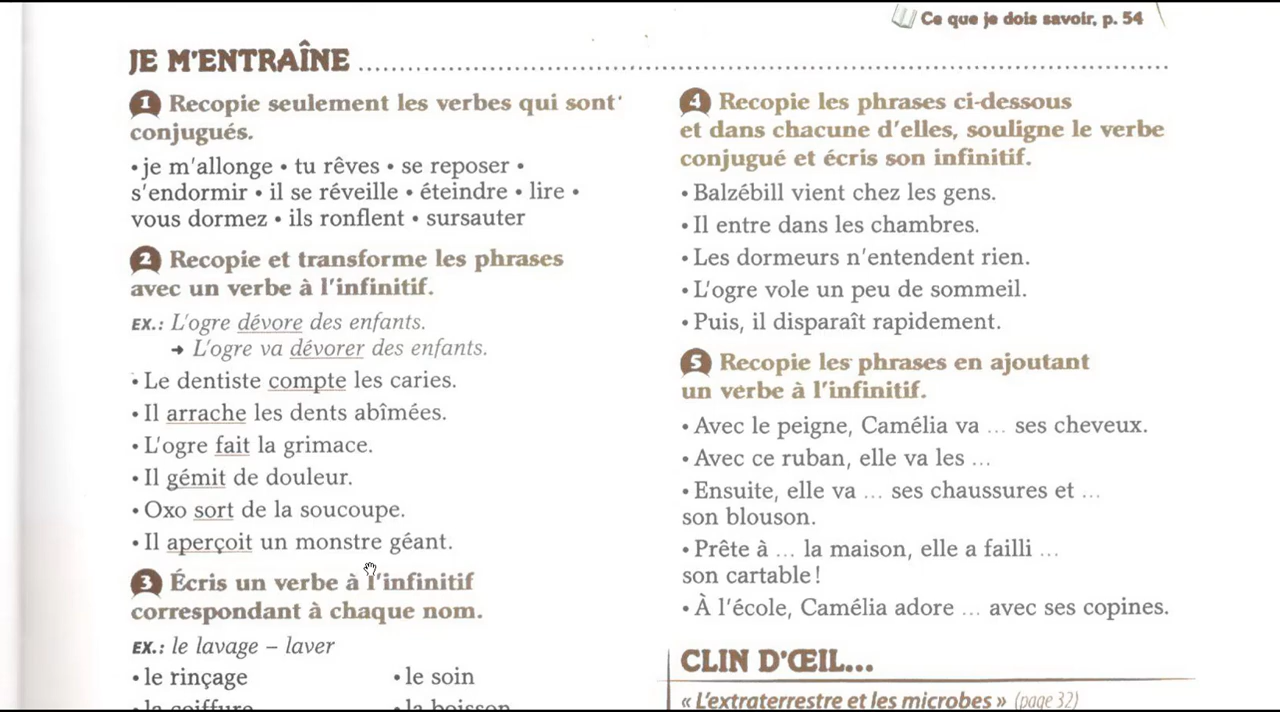 Ce que je dois savoir, p. 54
JE M'ENTRAÎNE
1 Recopie seulement les verbes qui sont
conjugués.
• je m'allonge • tu rêves • se reposer •
s'endormir • il se réveille • éteindre • lire •
vous dormez • ils ronflent • sursauter
2 Recopie et transforme les phrases
avec un verbe à l'infinitif.
EX.: L'ogre dévore des enfants.
→ L'ogre va dévorer des enfants.
• Le dentiste compte les caries.
• Il arrache les dents abîmées.
• L'ogre fait la grimace.
• Il gémit de douleur.
• Oxo sort de la soucoupe.
• Il aperçoit un monstre géant.
3 Écris un verbe à l'infinitif
correspondant à chaque nom.
EX.: le lavage – laver
• le rinçage • le soin
• la coiffure • la boisson
4 Recopie les phrases ci-dessous
et dans chacune d'elles, souligne le verbe
conjugué et écris son infinitif.
• Balzébill vient chez les gens.
• Il entre dans les chambres.
• Les dormeurs n'entendent rien.
• L'ogre vole un peu de sommeil.
• Puis, il disparaît rapidement.
5 Recopie les phrases en ajoutant
un verbe à l'infinitif.
• Avec le peigne, Camélia va … ses cheveux.
• Avec ce ruban, elle va les …
• Ensuite, elle va … ses chaussures et …
son blouson.
• Prête à … la maison, elle a failli …
son cartable !
• À l'école, Camélia adore … avec ses copines.
CLIN D'ŒIL...
« L'extraterrestre et les microbes » (page 32)